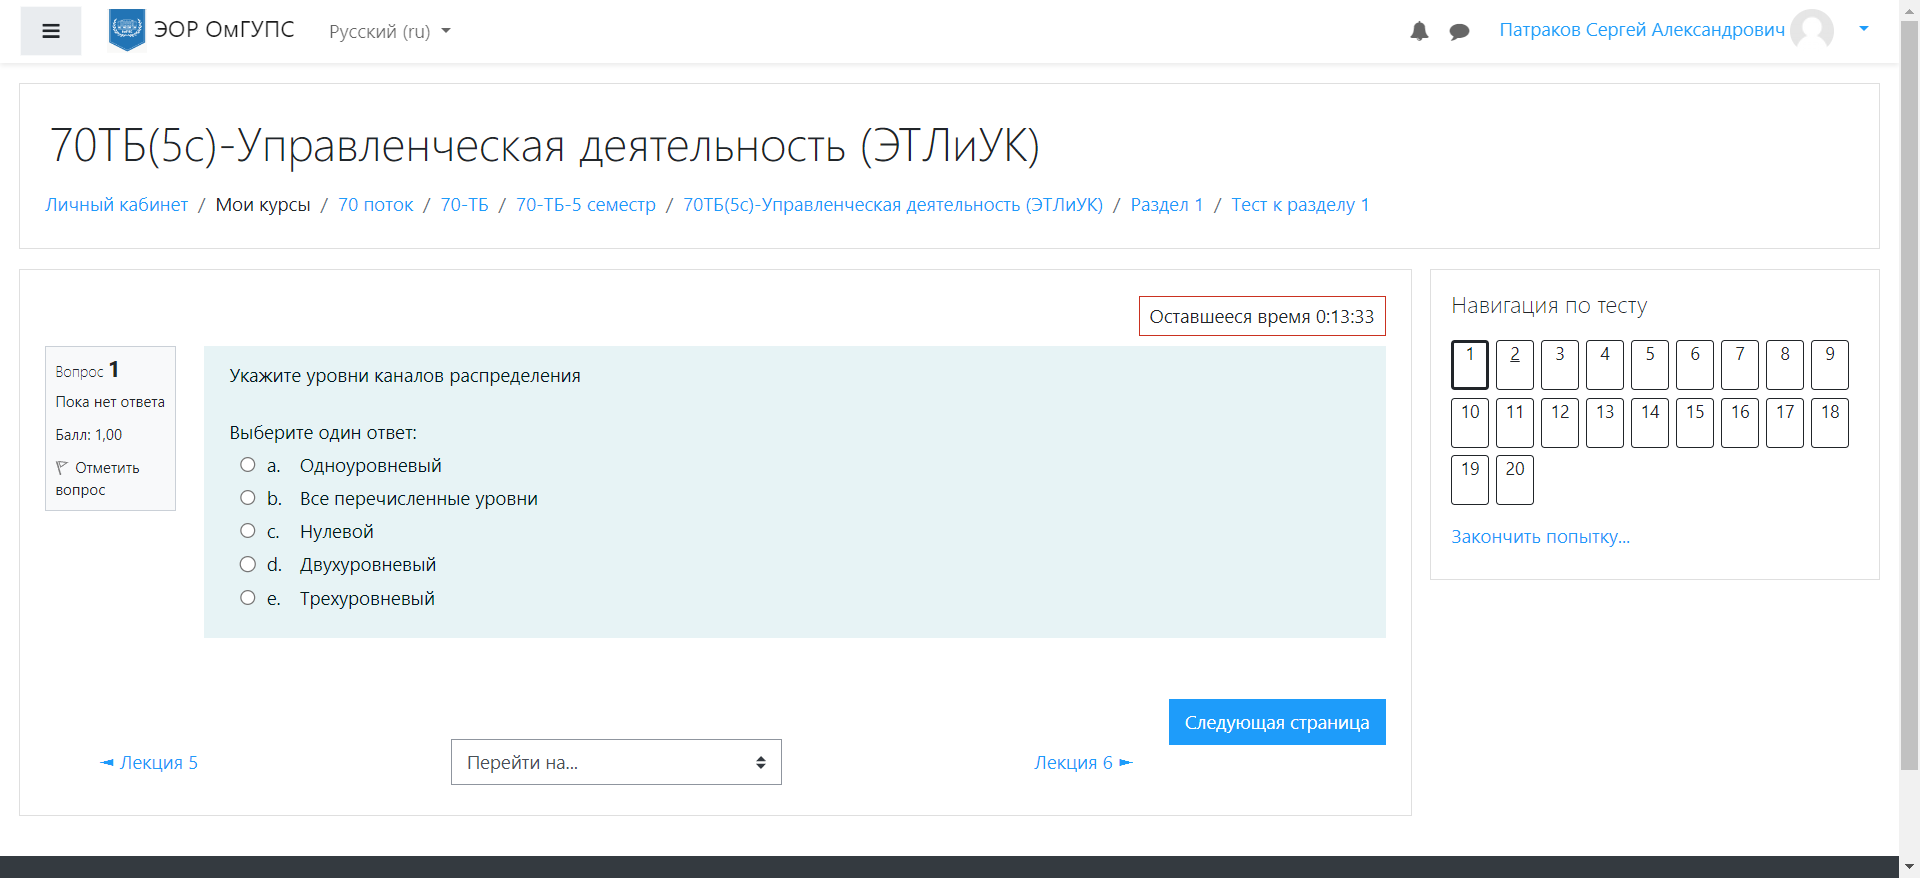 ЭОР ОмГУПС
Русский (ru)
Патраков Сергей Александрович
70ТБ(5с)-Управленческая деятельность (ЭТЛиУК)
Личный кабинет / Мои курсы / 70 поток / 70-ТБ / 70-ТБ-5 семестр / 70ТБ(5с)-Управленческая деятельность (ЭТЛиУК) / Раздел 1 / Тест к разделу 1
Оставшееся время 0:13:33
Вопрос 1
Пока нет ответа
Балл: 1,00
Отметить
вопрос
Укажите уровни каналов распределения
Выберите один ответ:
a. Одноуровневый
b. Все перечисленные уровни
c. Нулевой
d. Двухуровневый
e. Трехуровневый
Следующая страница
◄ Лекция 5
Перейти на...
Лекция 6 ►
Навигация по тесту
1 2 3 4 5 6 7 8 9
10 11 12 13 14 15 16 17 18
19 20
Закончить попытку...